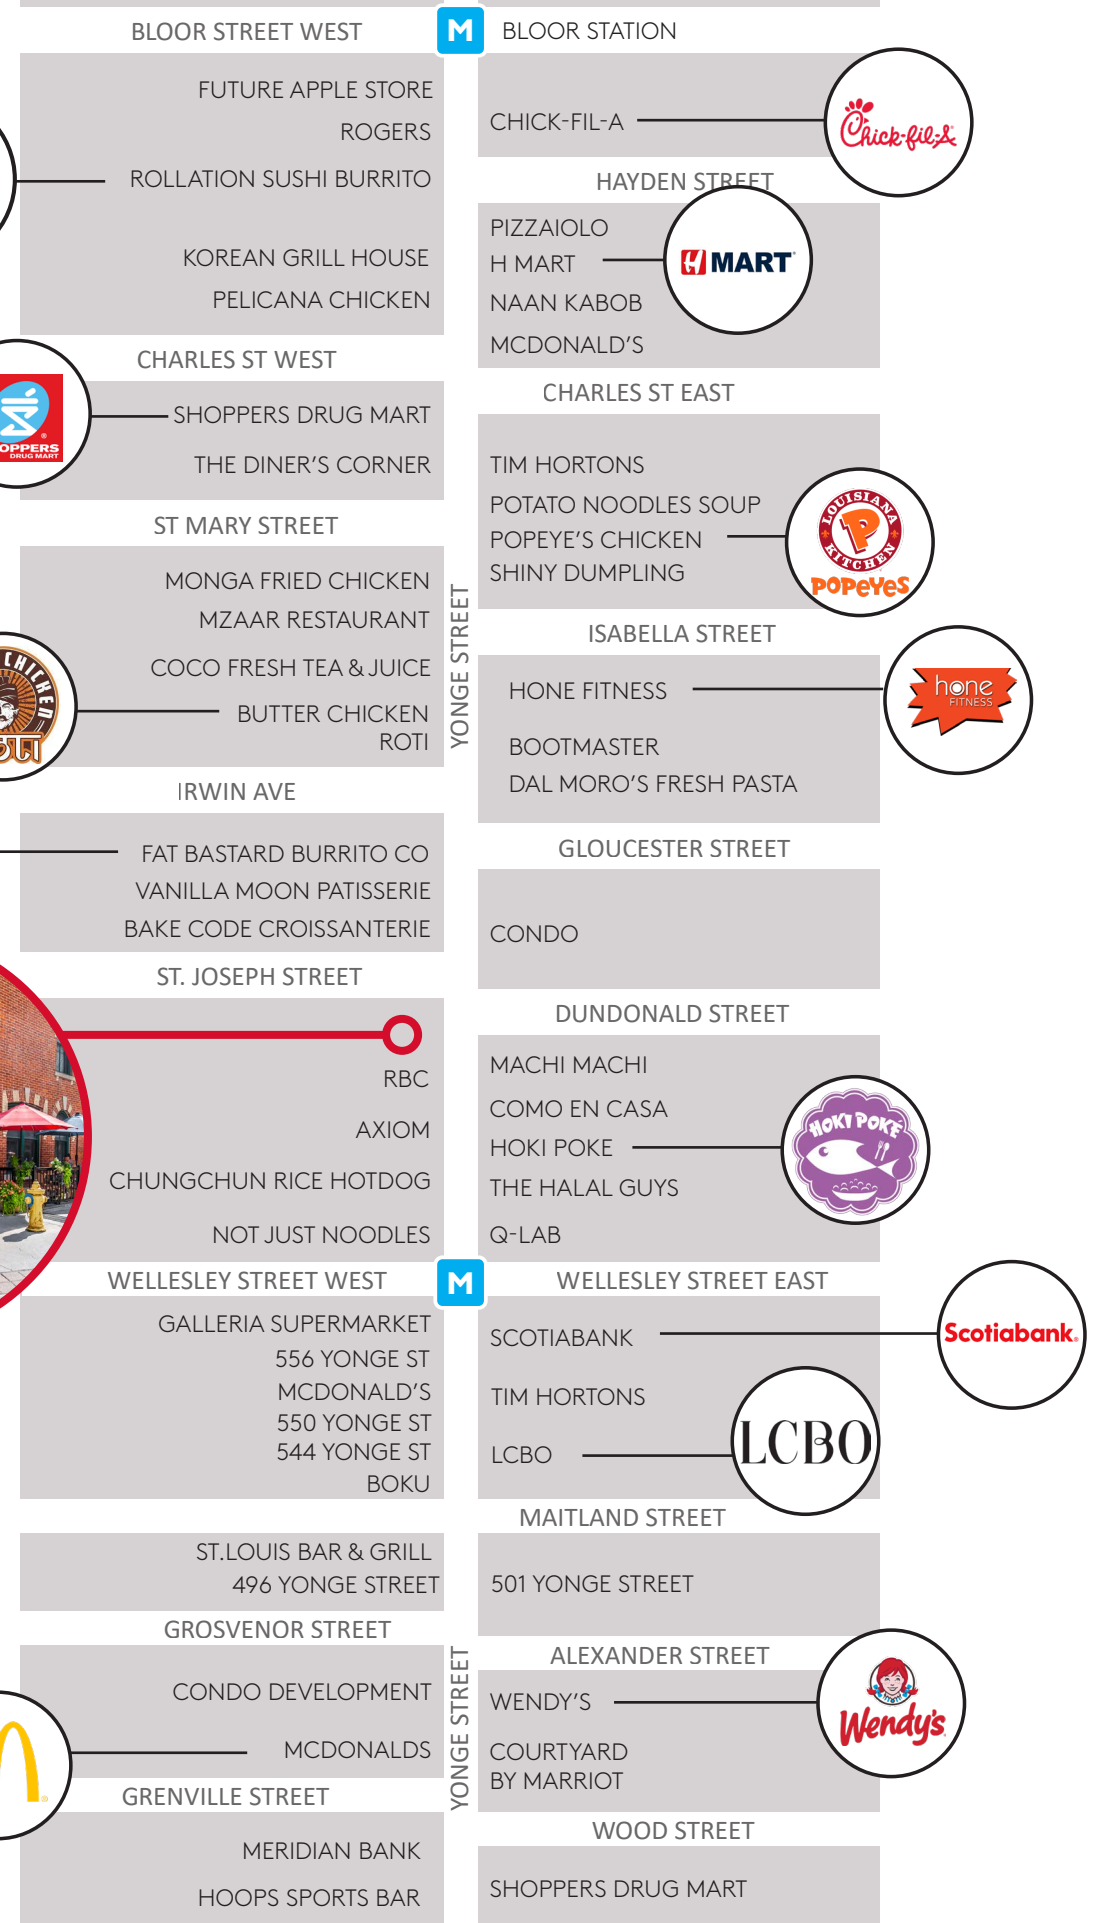 BLOOR STREET WEST
M
BLOOR STATION
FUTURE APPLE STORE
ROGERS
ROLLATION SUSHI BURRITO
KOREAN GRILL HOUSE
PELICANA CHICKEN
CHICK-FIL-A
Chick-fil-A
HAYDEN STREET
PIZZAIOLO
H MART
H MART
NAAN KABOB
MCDONALD'S
CHARLES ST WEST
SHOPPERS DRUG MART
THE DINER'S CORNER
OPPERS
DRUG MART
CHARLES ST EAST
TIM HORTONS
POTATO NOODLES SOUP
POPEYE'S CHICKEN
SHINY DUMPLING
LOUISIANA
KITCHEN
POPEYES
ST MARY STREET
MONGA FRIED CHICKEN
MZAAR RESTAURANT
COCO FRESH TEA & JUICE
BUTTER CHICKEN
ROTI
CHICKEN
YONGE STREET
ISABELLA STREET
HONE FITNESS
BOOTMASTER
DAL MORO'S FRESH PASTA
hone
FITNESS
IRWIN AVE
FAT BASTARD BURRITO CO
VANILLA MOON PATISSERIE
BAKE CODE CROISSANTERIE
GLOUCESTER STREET
CONDO
ST. JOSEPH STREET
RBC
AXIOM
CHUNGCHUN RICE HOTDOG
NOT JUST NOODLES
DUNDONALD STREET
MACHI MACHI
COMO EN CASA
HOKI POKE
THE HALAL GUYS
Q-LAB
HOKI POKÉ
WELLESLEY STREET WEST
M
WELLESLEY STREET EAST
GALLERIA SUPERMARKET
556 YONGE ST
MCDONALD'S
550 YONGE ST
544 YONGE ST
BOKU
SCOTIABANK
Scotiabank
TIM HORTONS
LCBO
LCBO
MAITLAND STREET
ST.LOUIS BAR & GRILL
496 YONGE STREET
501 YONGE STREET
GROSVENOR STREET
CONDO DEVELOPMENT
MCDONALDS
YONGE STREET
ALEXANDER STREET
WENDY'S
COURTYARD
BY MARRIOT
Wendy's
GRENVILLE STREET
MERIDIAN BANK
HOOPS SPORTS BAR
WOOD STREET
SHOPPERS DRUG MART